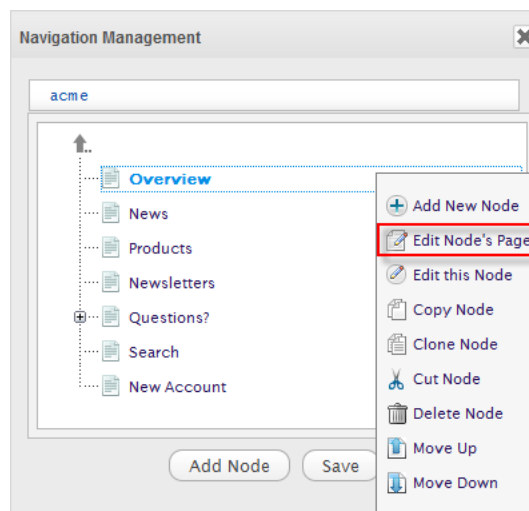 Navigation Management
acme
..
Overview
News
Products
Newsletters
Questions?
Search
New Account
Add New Node
Edit Node's Page
Edit this Node
Copy Node
Clone Node
Cut Node
Delete Node
Move Up
Move Down
Add Node
Save